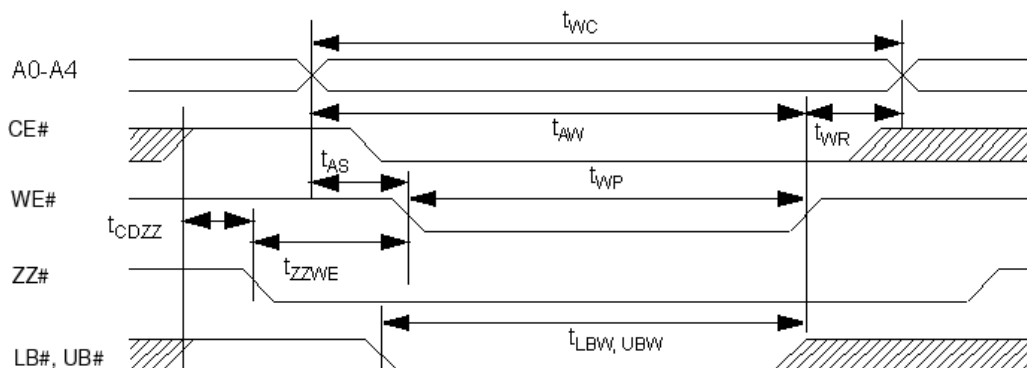 tWC
A0-A4
CE#
tAW
tWR
tAS
tWP
WE#
tCDZZ
tZZWE
ZZ#
tLBW, UBW
LB#, UB#